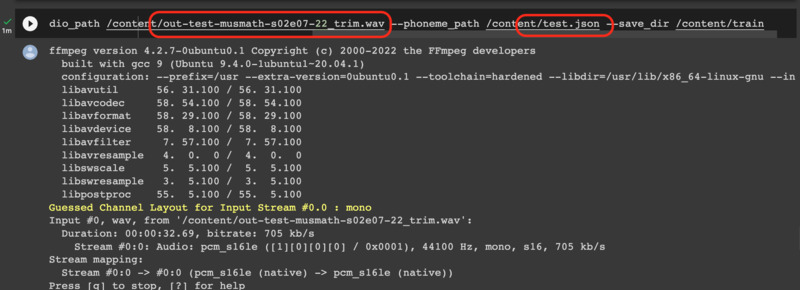 dio_path /content/out-test-musmath-s02e07-22_trim.wav --phoneme_path /content/test.json --save_dir /content/train
1m
ffmpeg version 4.2.7-0ubuntu0.1 Copyright (c) 2000-2022 the FFmpeg developers
built with gcc 9 (Ubuntu 9.4.0-1ubuntu1~20.04.1)
configuration: --prefix=/usr --extra-version=0ubuntu0.1 --toolchain=hardened --libdir=/usr/lib/x86_64-linux-gnu --in
libavutil 56. 31.100 / 56. 31.100
libavcodec 58. 54.100 / 58. 54.100
libavformat 58. 29.100 / 58. 29.100
libavdevice 58. 8.100 / 58. 8.100
libavfilter 7. 57.100 / 7. 57.100
libavresample 4. 0. 0 / 4. 0. 0
libswscale 5. 5.100 / 5. 5.100
libswresample 3. 5.100 / 3. 5.100
libpostproc 55. 5.100 / 55. 5.100
Guessed Channel Layout for Input Stream #0.0 : mono
Input #0, wav, from '/content/out-test-musmath-s02e07-22_trim.wav':
Duration: 00:00:32.69, bitrate: 705 kb/s
Stream #0:0: Audio: pcm_s16le ([1][0][0][0] / 0x0001), 44100 Hz, mono, s16, 705 kb/s
Stream mapping:
Stream #0:0 -> #0:0 (pcm_s16le (native) -> pcm_s16le (native))
Press [q] to stop, [?] for help